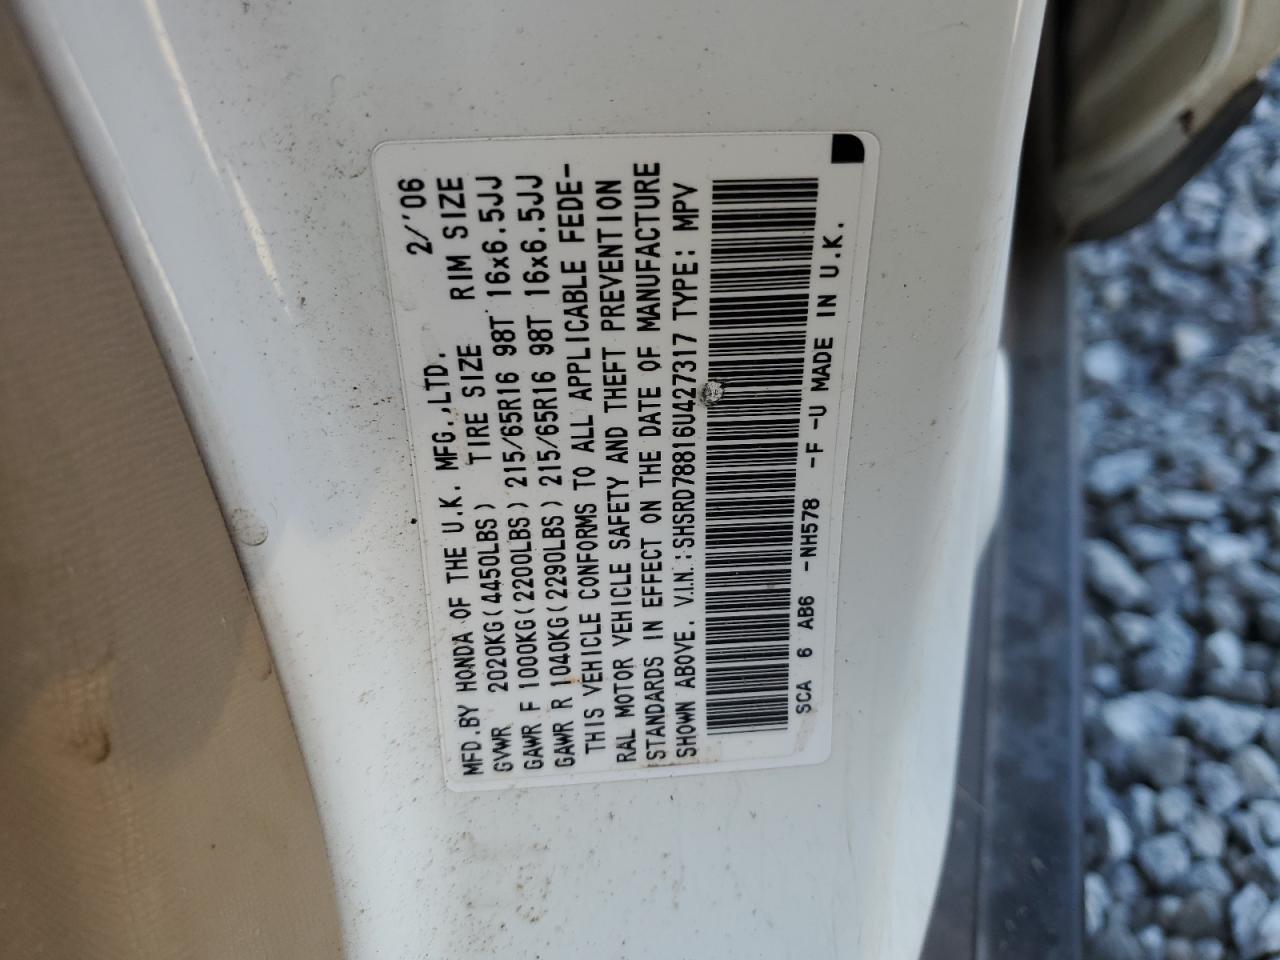 MFD.BY HONDA OF THE U.K. MFG.,LTD. 2/'06
GVWR 2020KG(4450LBS) TIRE SIZE RIM SIZE
GAWR F 1000KG(2200LBS) 215/65R16 98T 16x6.5JJ
GAWR R 1040KG(2290LBS) 215/65R16 98T 16x6.5JJ
THIS VEHICLE CONFORMS TO ALL APPLICABLE FEDE-
RAL MOTOR VEHICLE SAFETY AND THEFT PREVENTION
STANDARDS IN EFFECT ON THE DATE OF MANUFACTURE
SHOWN ABOVE. V.I.N.:SHSRD78816U427317 TYPE: MPV
SCA 6 AB6 -NH578 -F -U MADE IN U.K.